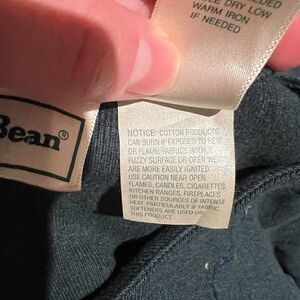 NEEDED
DRY LOW
WARM IRON
IF NEEDED
Bean®
NOTICE: COTTON PRODUCTS
CAN BURN IF EXPOSED TO HEAT
OR FLAME, FABRICS WITH A
FUZZY SURFACE OR OPEN WEAVE
ARE MORE EASILY IGNITED.
USE CAUTION NEAR OPEN
FLAMES, CANDLES, CIGARETTES,
KITCHEN RANGES, FIREPLACES
OR OTHER SOURCES OF INTENSE
HEAT, PARTICULARLY IF FABRIC
SOFTENERS ARE USED ON
THIS PRODUCT.